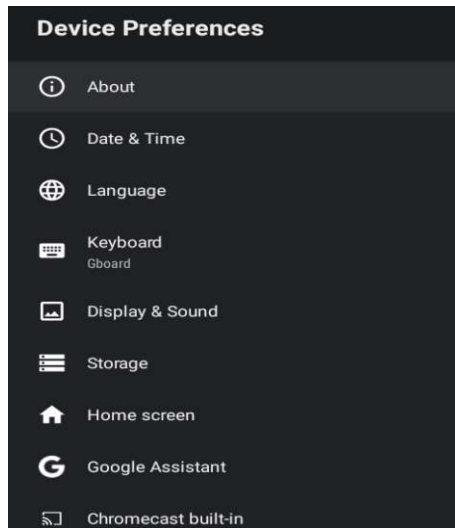 Device Preferences
About
Date & Time
Language
Keyboard
Gboard
Display & Sound
Storage
Home screen
Google Assistant
Chromecast built-in